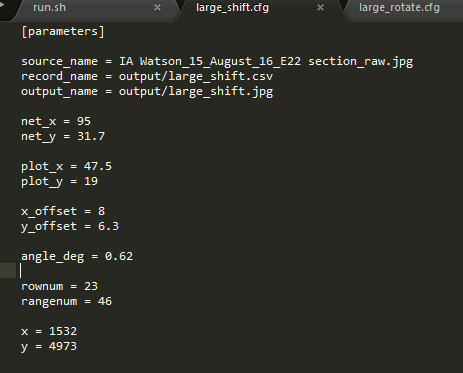 run.sh × large_shift.cfg × large_rotate.cfg
[parameters]
source_name = IA Watson_15_August_16_E22 section_raw.jpg
record_name = output/large_shift.csv
output_name = output/large_shift.jpg
net_x = 95
net_y = 31.7
plot_x = 47.5
plot_y = 19
x_offset = 8
y_offset = 6.3
angle_deg = 0.62
rownum = 23
rangenum = 46
x = 1532
y = 4973